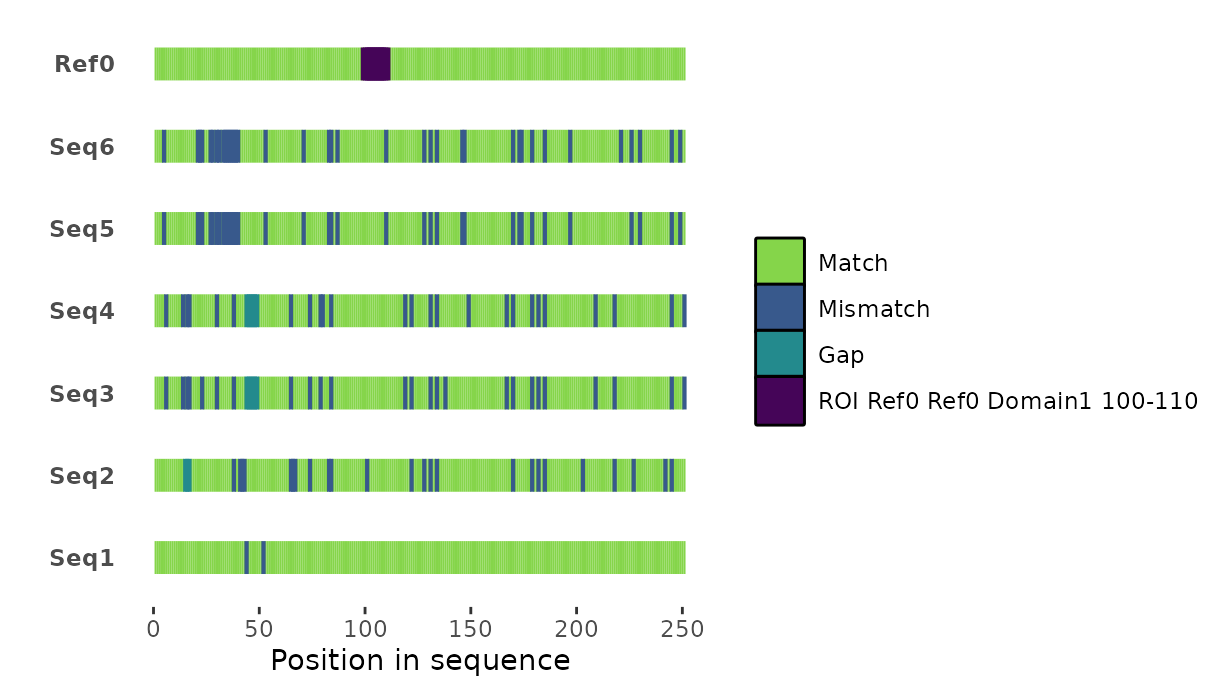 Ref0
Seq6
Seq5
Seq4
Seq3
Seq2
Seq1
0 50 100 150 200 250
Position in sequence
Match
Mismatch
Gap
ROI Ref0 Ref0 Domain1 100-110